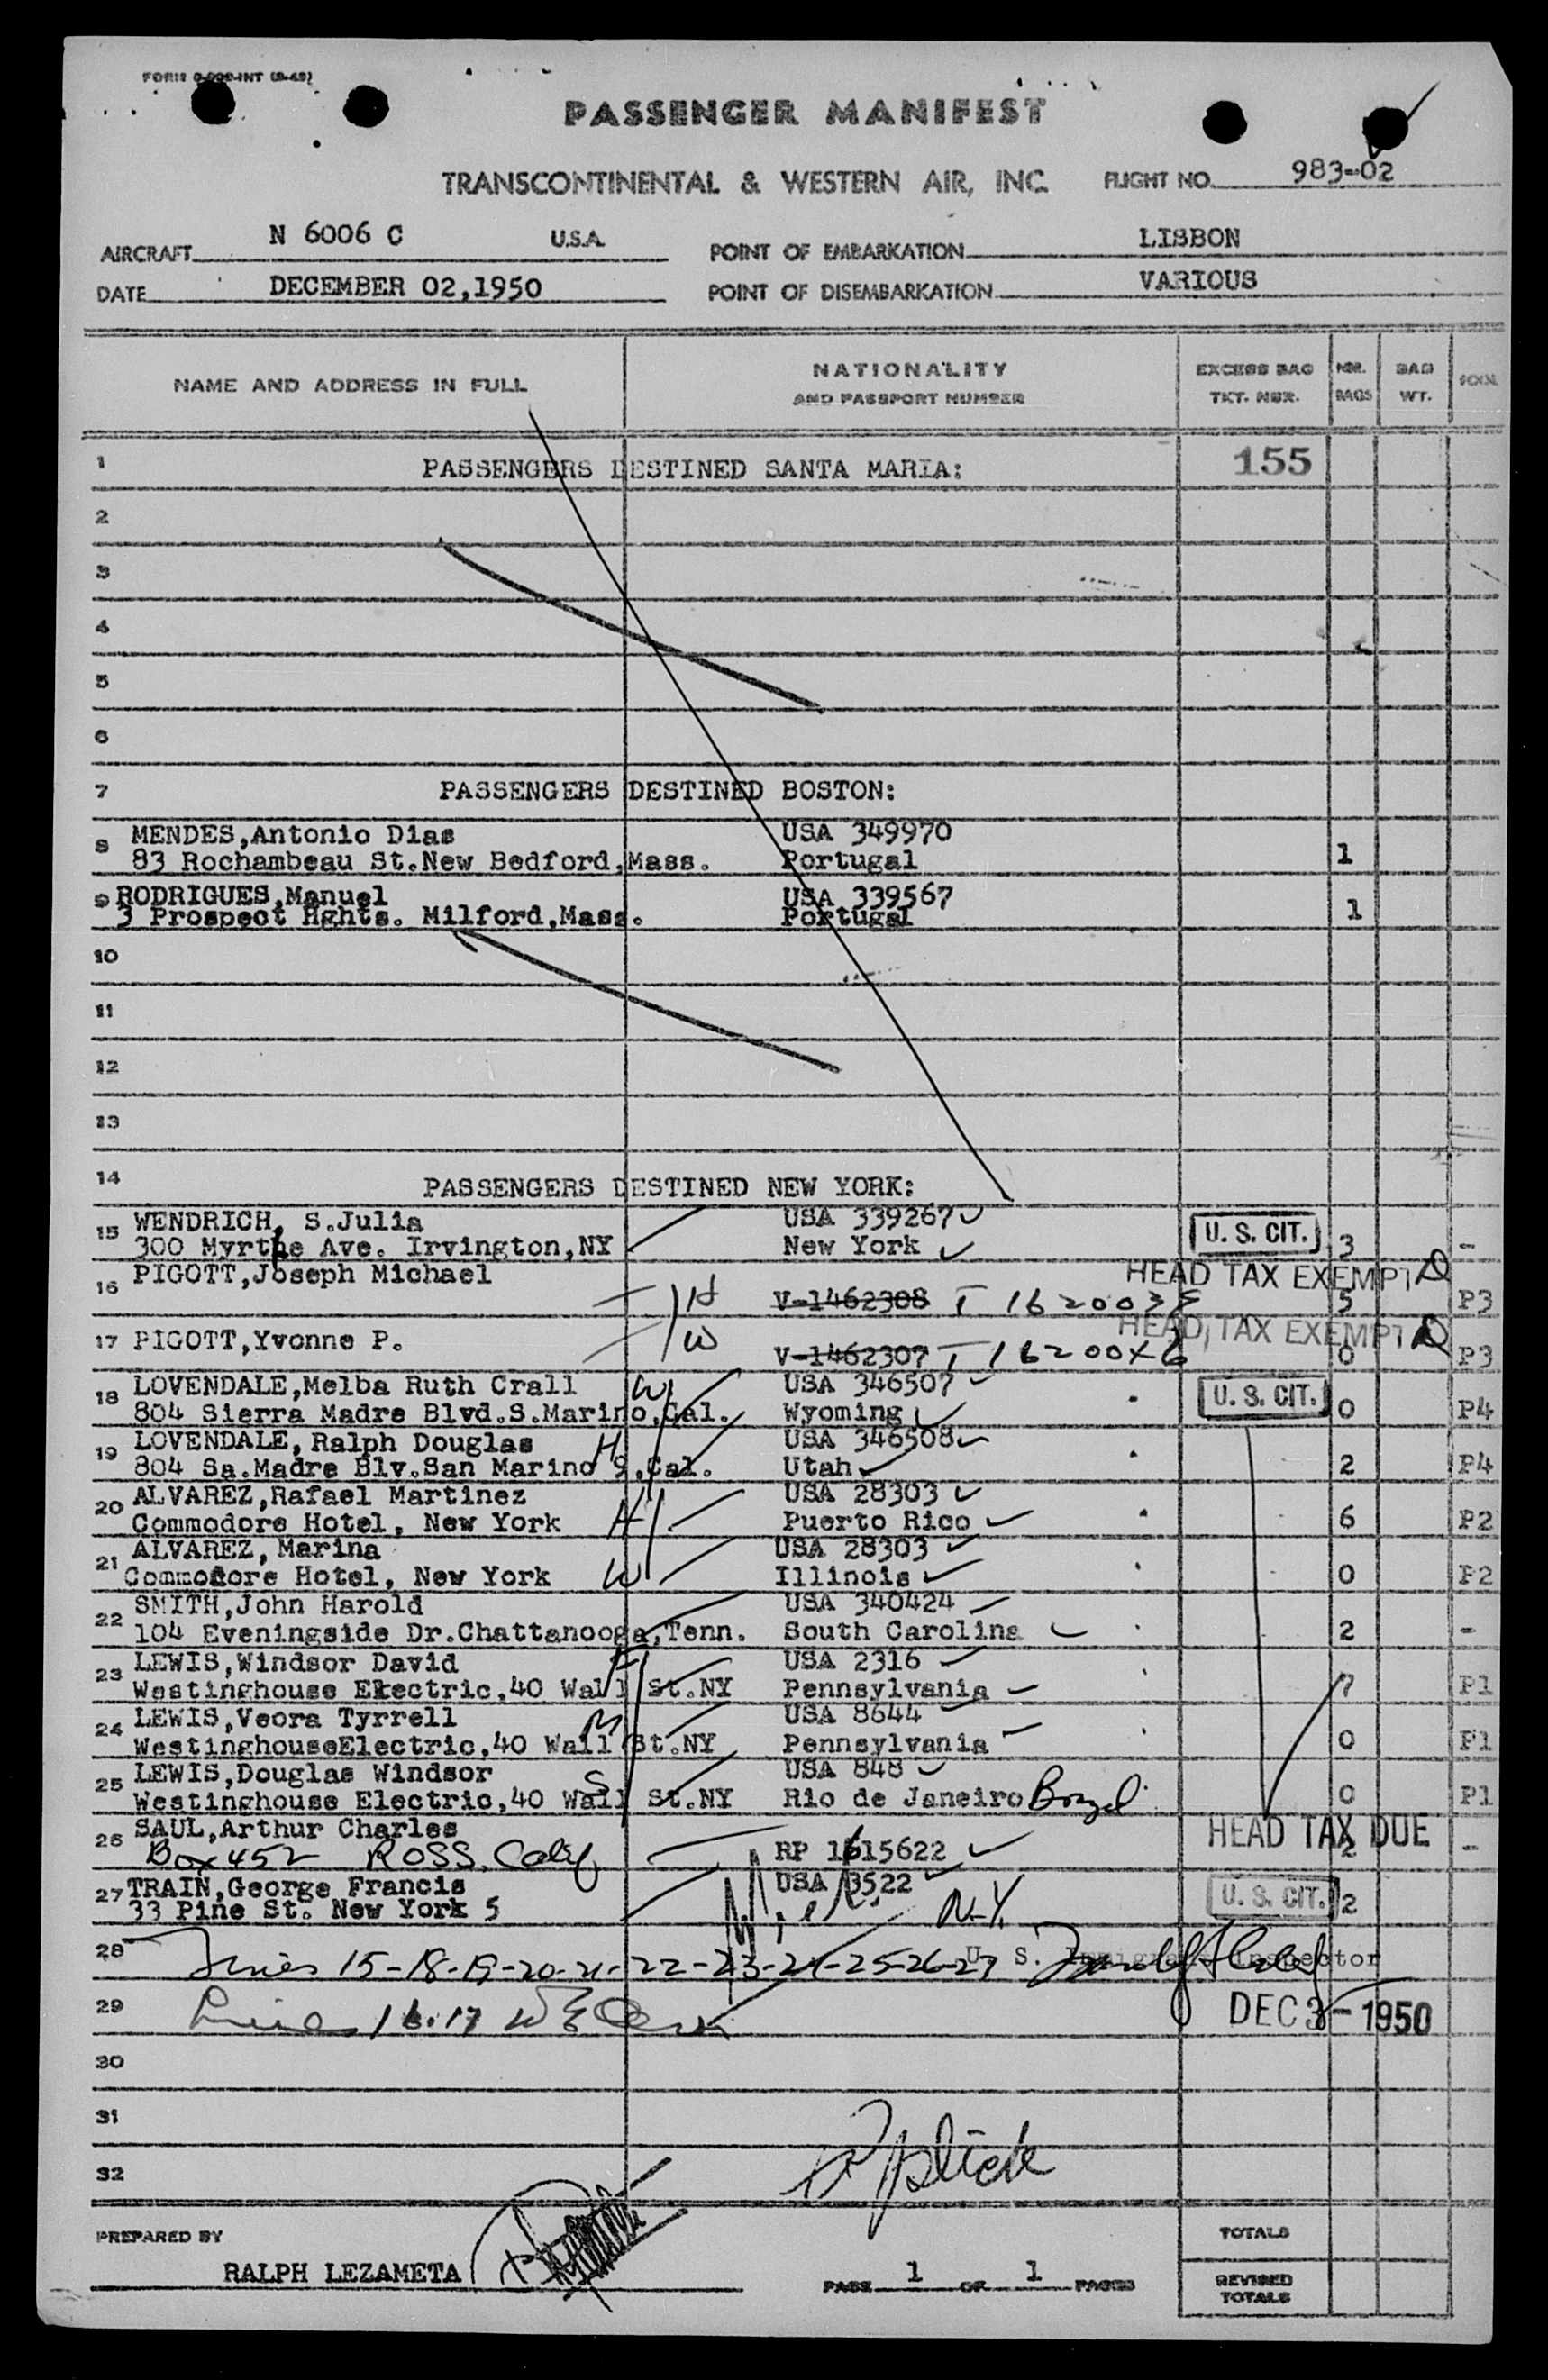 FORM O-000-INT (8-48)
PASSENGER MANIFEST
TRANSCONTINENTAL & WESTERN AIR, INC. FLIGHT NO. 983-02
AIRCRAFT N 6006 C U.S.A. POINT OF EMBARKATION LISBON
DATE DECEMBER 02,1950 POINT OF DISEMBARKATION VARIOUS
NAME AND ADDRESS IN FULL NATIONALITY AND PASSPORT NUMBER EXCESS BAG TKT. NBR. NBR. BAGS BAG WT.
1 PASSENGERS DESTINED SANTA MARIA: 155
2
3
4
5
6
7 PASSENGERS DESTINED BOSTON:
8 MENDES,Antonio Dias USA 349970
83 Rochambeau St.New Bedford,Mass. Portugal 1
9 RODRIGUES,Manuel USA 339567
3 Prospect Hghts. Milford,Mass. Portugal 1
10
11
12
13
14 PASSENGERS DESTINED NEW YORK:
15 WENDRICH, S.Julia USA 339267 U. S. CIT.
300 Myrthe Ave. Irvington,NY New York 3 -
16 PIGOTT,Joseph Michael HEAD TAX EXEMPT
H V-1462308 5 P3
17 PIGOTT,Yvonne P. W HEAD TAX EXEMPT
V-1462307 0 P3
18 LOVENDALE,Melba Ruth Crall W USA 346507 U. S. CIT.
804 Sierra Madre Blvd.S.Marino,Cal. Wyoming 0 P4
19 LOVENDALE,Ralph Douglas H USA 346508
804 Sa.Madre Blv.San Marino 9,Cal. Utah 2 P4
20 ALVAREZ,Rafael Martinez USA 28303
Commodore Hotel, New York H Puerto Rico 6 P2
21 ALVAREZ, Marina USA 28303
Commodore Hotel, New York W Illinois 0 P2
22 SMITH,John Harold USA 340424
104 Eveningside Dr.Chattanooga,Tenn. South Carolina 2 -
23 LEWIS,Windsor David F USA 2316
Westinghouse Electric,40 Wall St.NY Pennsylvania 7 P1
24 LEWIS,Veora Tyrrell M USA 8644
WestinghouseElectric,40 Wall St.NY Pennsylvania 0 P1
25 LEWIS,Douglas Windsor S USA 848
Westinghouse Electric,40 Wall St.NY Rio de Janeiro Brazil 0 P1
26 SAUL,Arthur Charles HEAD TAX DUE
Box 452 ROSS, Calif RP 1615622 2 -
27 TRAIN,George Francis USA 3522 U. S. CIT. 2
33 Pine St. New York 5 N.Y.
28 Lines 15-18-19-20-21-22-23-24-25-26-27 U. S. Immigrant Inspector
29 Lines 16.17 DEC 3 - 1950
30
31
32
PREPARED BY TOTALS
RALPH LEZAMETA PAGE 1 OF 1 PAGES REVISED TOTALS